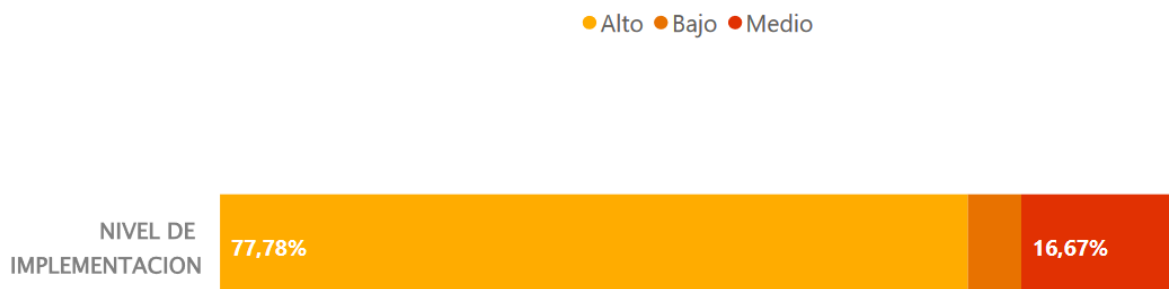 Alto Bajo Medio
NIVEL DE
IMPLEMENTACION
77,78%
16,67%